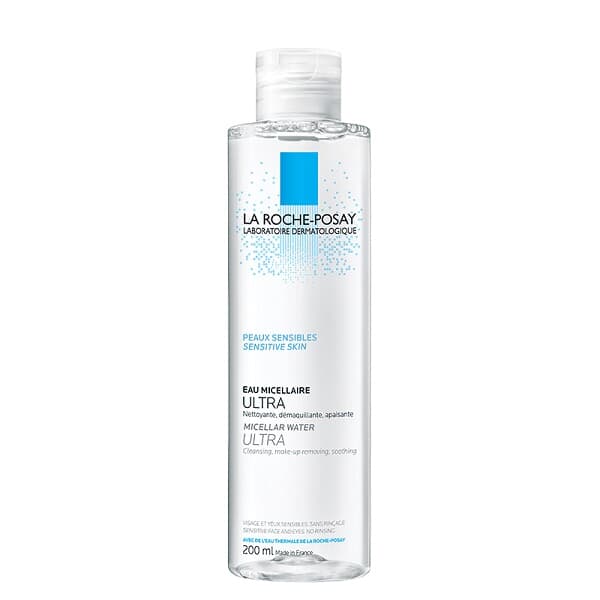 LA ROCHE-POSAY
LABORATOIRE DERMATOLOGIQUE
PEAUX SENSIBLES
SENSITIVE SKIN
EAU MICELLAIRE
ULTRA
Nettoyante, démaquillante, apaisante
MICELLAR WATER
ULTRA
Cleansing, make-up removing, soothing
VISAGE ET YEUX SENSIBLES, SANS RINÇAGE
SENSITIVE FACE AND EYES, NO RINSING
AVEC DE L'EAU THERMALE DE LA ROCHE-POSAY
200 ml Made in France